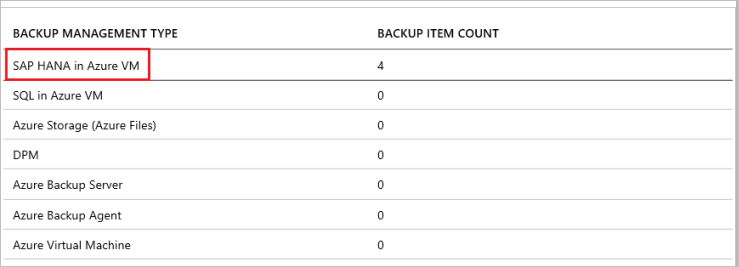 BACKUP MANAGEMENT TYPE BACKUP ITEM COUNT
SAP HANA in Azure VM 4
SQL in Azure VM 0
Azure Storage (Azure Files) 0
DPM 0
Azure Backup Server 0
Azure Backup Agent 0
Azure Virtual Machine 0